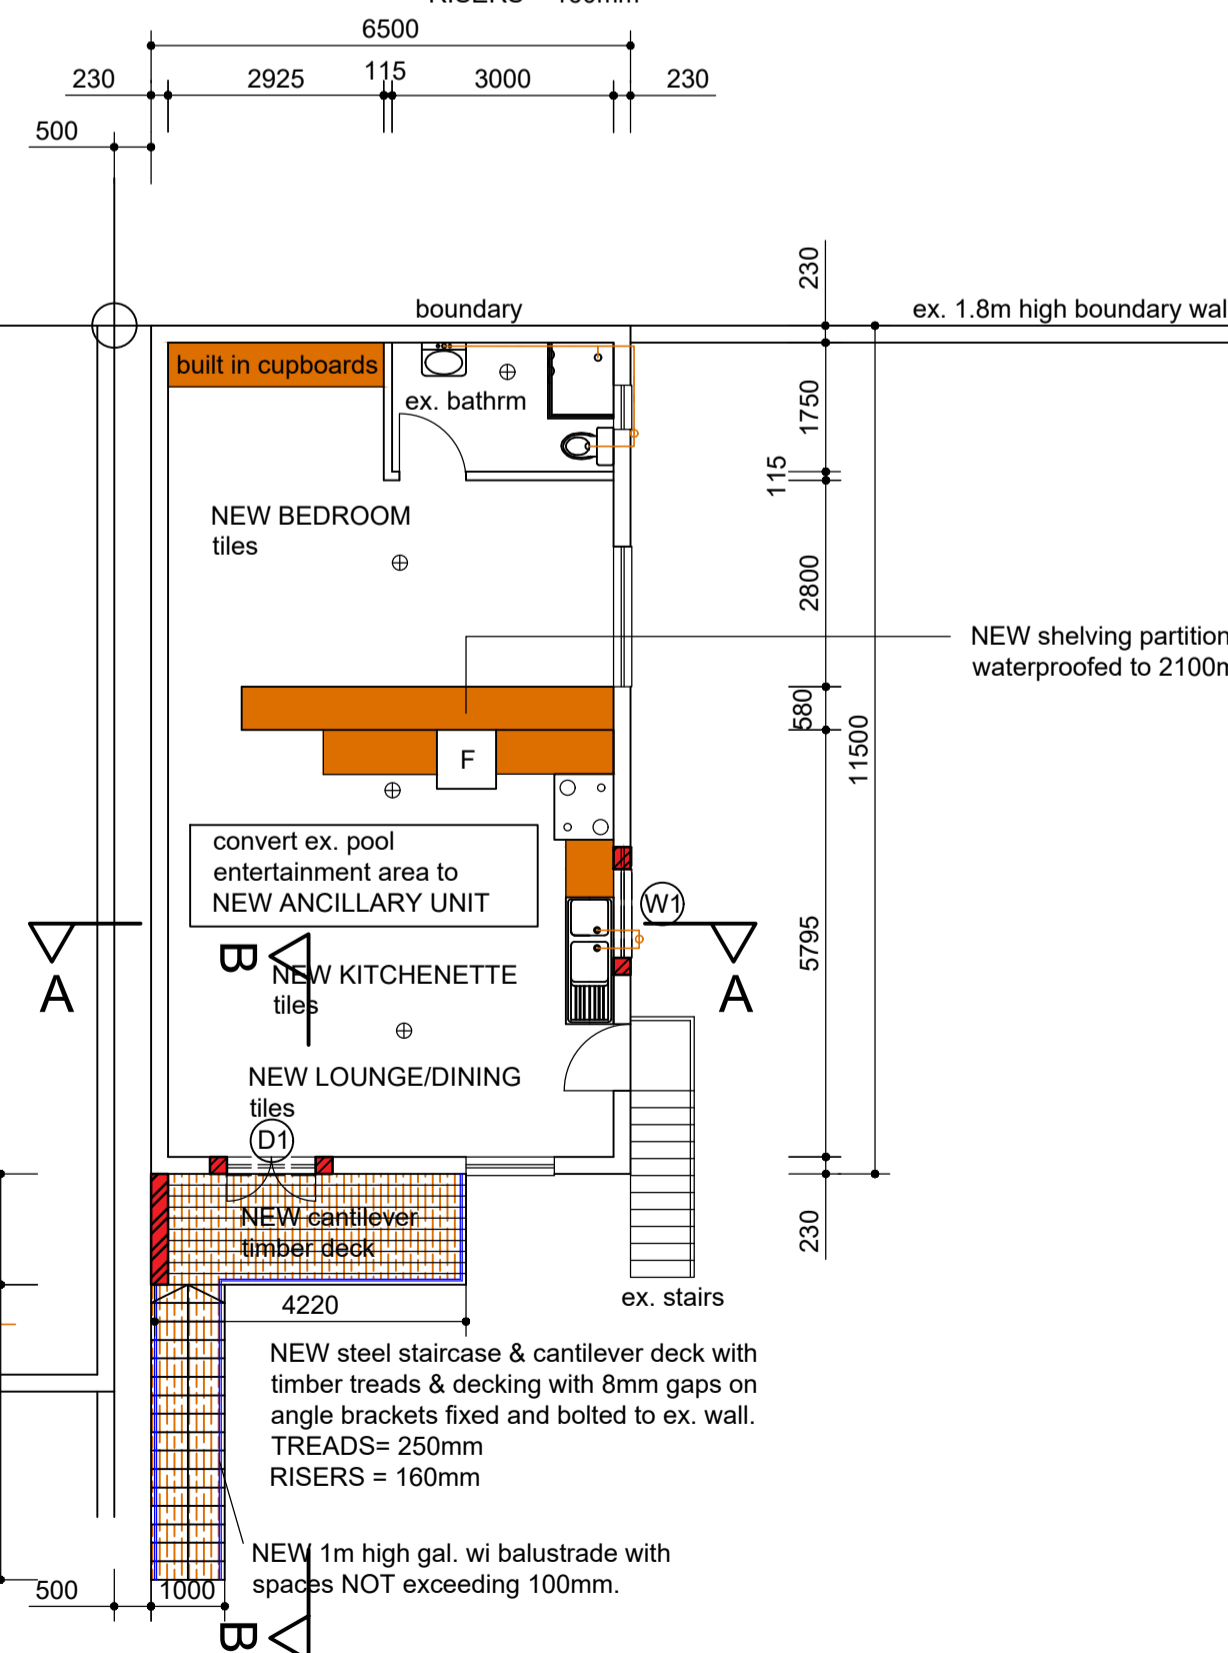 6500
230 2925 115 3000 230
500
230
boundary
built in cupboards
ex. bathrm
1750
115
NEW BEDROOM
tiles
2800
NEW shelving partition
580
F
11500
convert ex. pool
entertainment area to
NEW ANCILLARY UNIT
W1
A
B
A
5795
NEW KITCHENETTE
tiles
NEW LOUNGE/DINING
tiles
D1
NEW cantilever
timber deck
230
ex. stairs
4220
NEW steel staircase & cantilever deck with
timber treads & decking with 8mm gaps on
angle brackets fixed and bolted to ex. wall.
TREADS= 250mm
RISERS = 160mm
NEW 1m high gal. wi balustrade with
spaces NOT exceeding 100mm.
500 1000
B
ex. 1.8m high boundary
waterproofed to